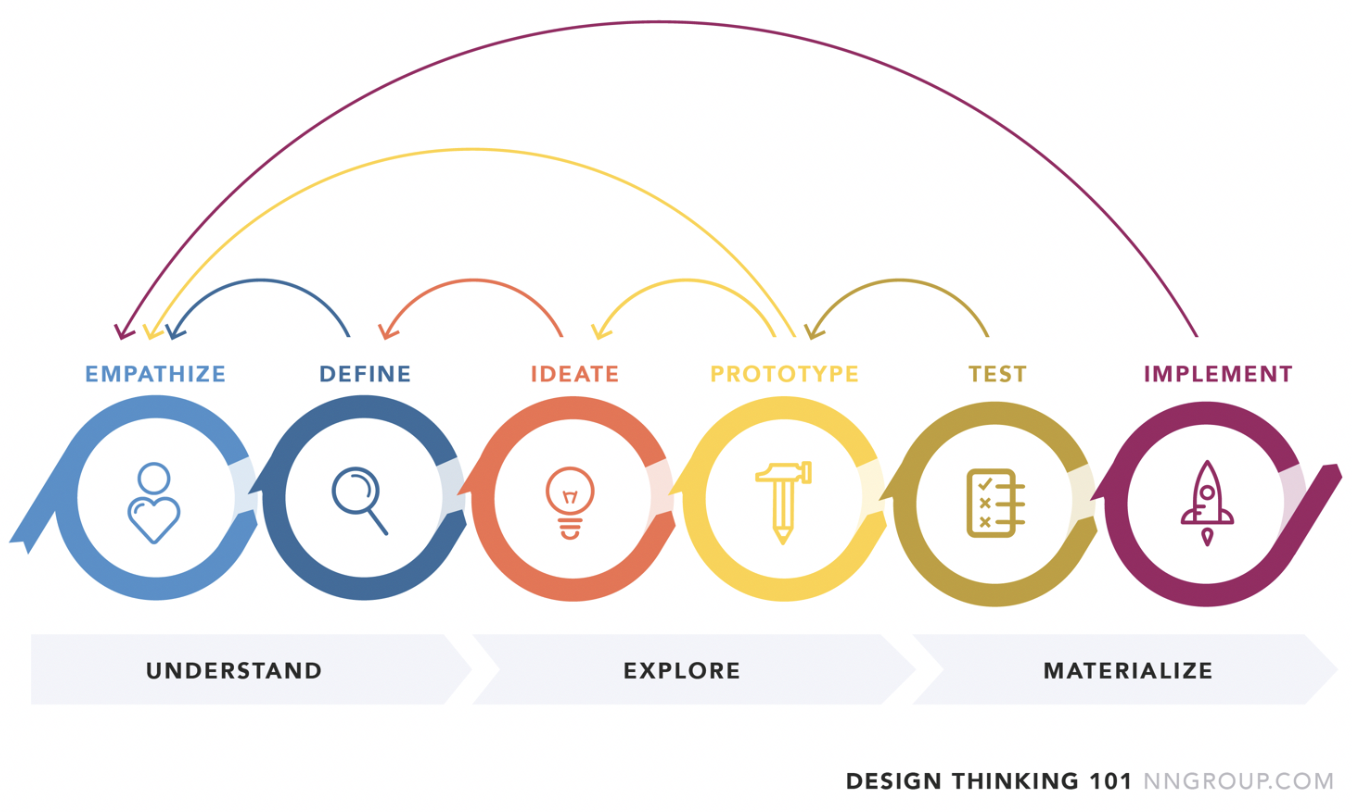 EMPATHIZE
DEFINE
IDEATE
PROTOTYPE
TEST
IMPLEMENT
UNDERSTAND
EXPLORE
MATERIALIZE
DESIGN THINKING 101 NNGROUP.COM